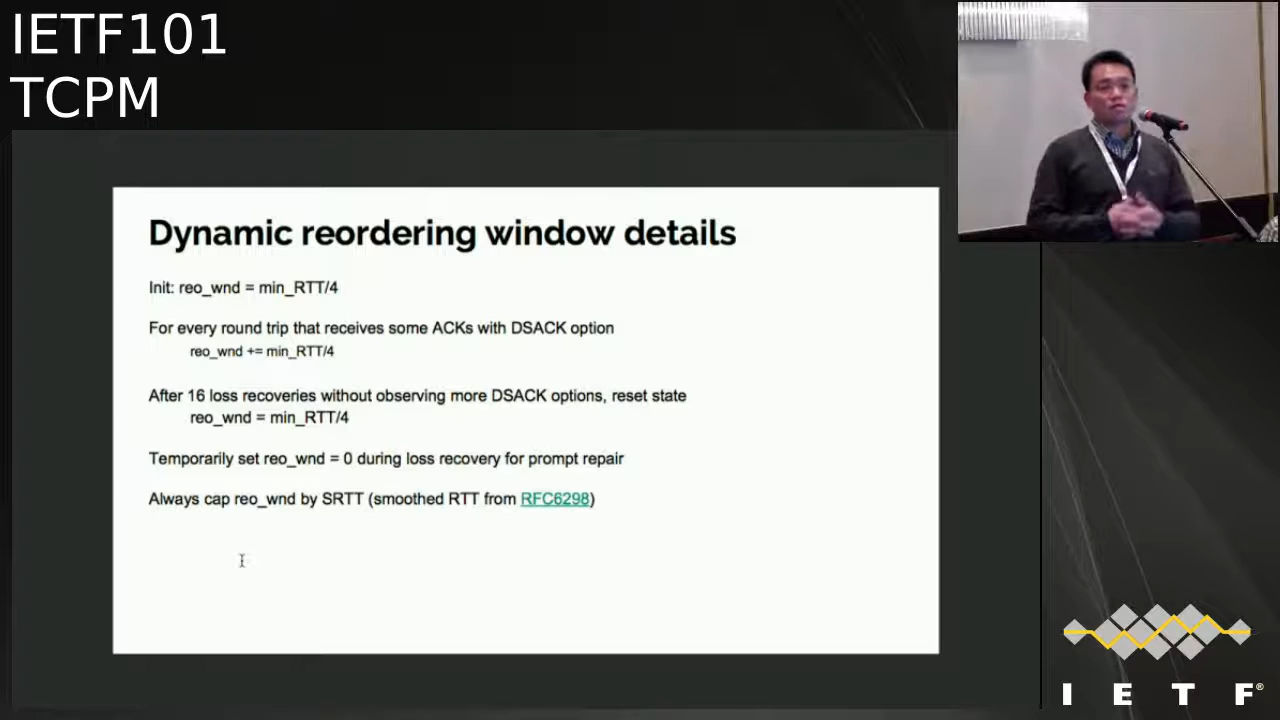 IETF101
TCPM
Dynamic reordering window details
Init: reo_wnd = min_RTT/4
For every round trip that receives some ACKs with DSACK option
reo_wnd += min_RTT/4
After 16 loss recoveries without observing more DSACK options, reset state
reo_wnd = min_RTT/4
Temporarily set reo_wnd = 0 during loss recovery for prompt repair
Always cap reo_wnd by SRTT (smoothed RTT from RFC6298)
I E T F®